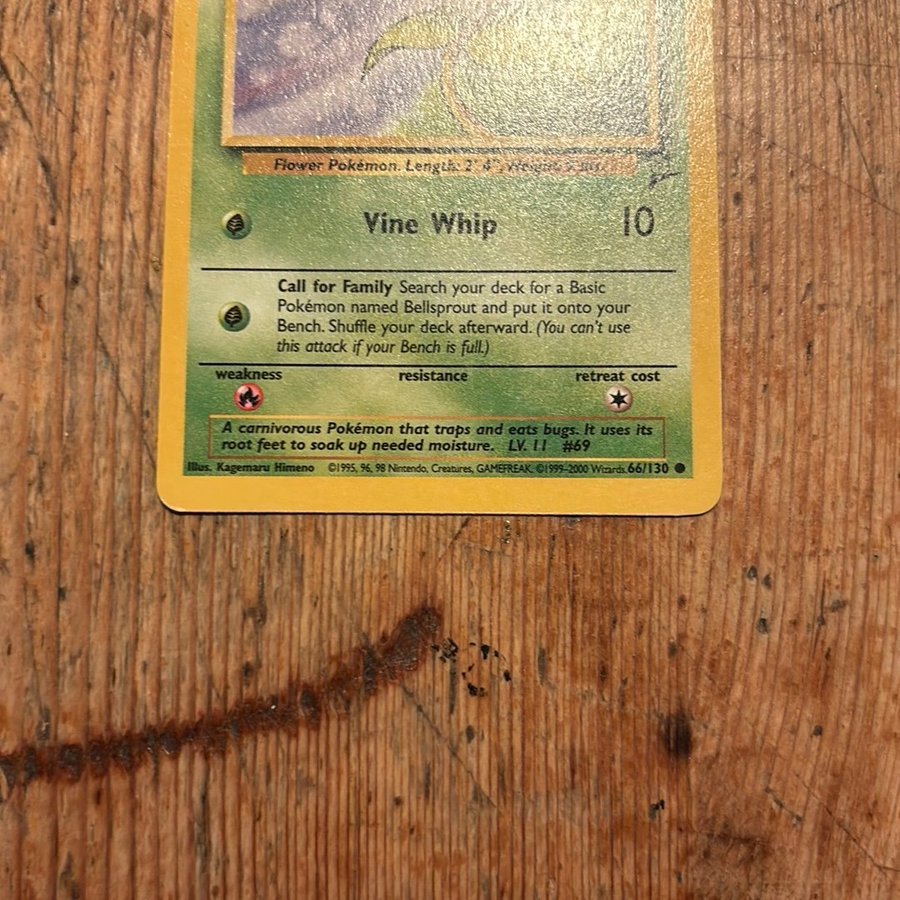 Flower Pokémon. Length: 2' 4", Weight: 9 lbs.
Vine Whip 10
Call for Family Search your deck for a Basic
Pokémon named Bellsprout and put it onto your
Bench. Shuffle your deck afterward. (You can't use
this attack if your Bench is full.)
weakness resistance retreat cost
A carnivorous Pokémon that traps and eats bugs. It uses its
root feet to soak up needed moisture. LV. 11 #69
Illus. Kagemaru Himeno ©1995, 96, 98 Nintendo, Creatures, GAMEFREAK. ©1999-2000 Wizards. 66/130